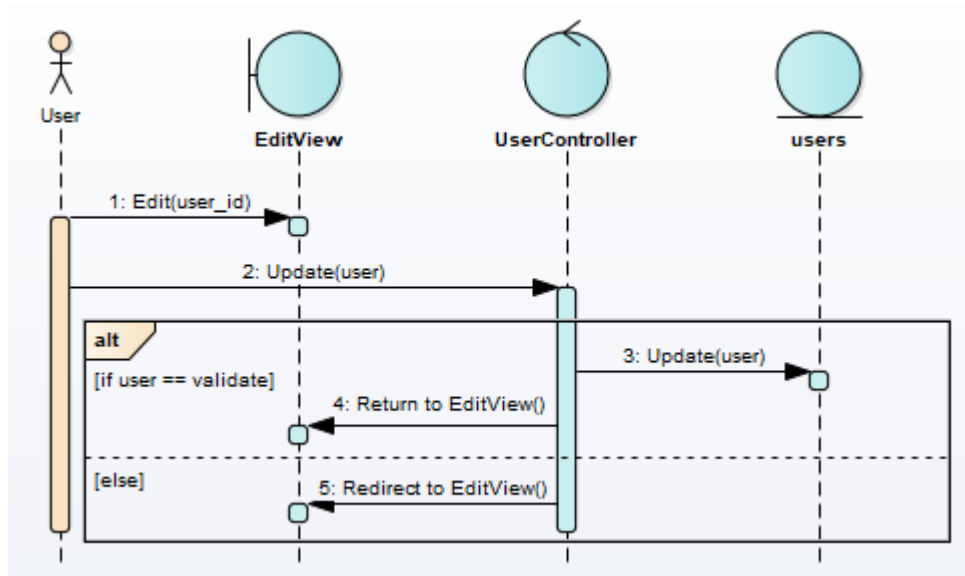 User
EditView
UserController
users
1: Edit(user_id)
2: Update(user)
alt
3: Update(user)
[if user == validate]
4: Return to EditView()
[else]
5: Redirect to EditView()